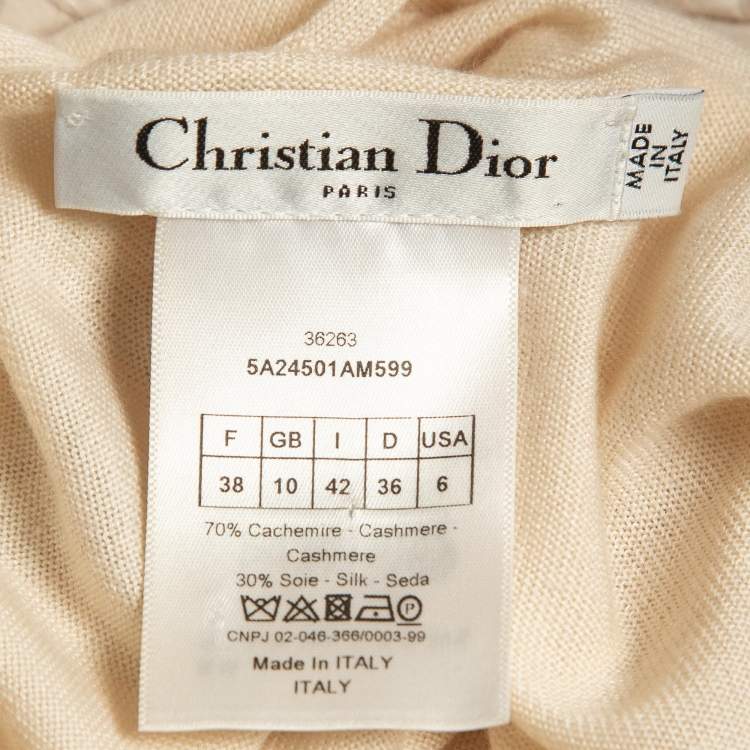 Christian Dior
PARIS
MADE
IN
ITALY
36263
5A24501AM599
F GB I D USA
38 10 42 36 6
70% Cachemire - Cashmere -
Cashmere
30% Soie - Silk - Seda
P
CNPJ 02-046-366/0003-99
Made In ITALY
ITALY